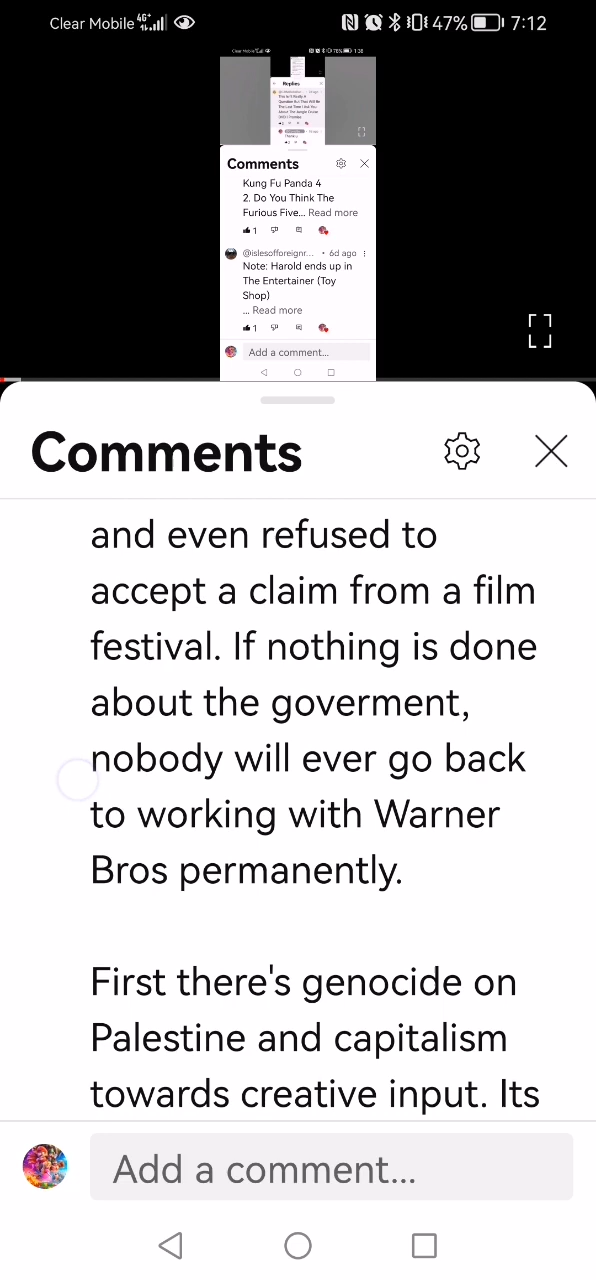 Clear Mobile 4G+ 47% 7:12
Replies
Comments
Kung Fu Panda 4
2. Do You Think The
Furious Five... Read more
1
@islesofforeignr... • 6d ago
Note: Harold ends up in
The Entertainer (Toy
Shop)
... Read more
1
Add a comment...
Comments
and even refused to
accept a claim from a film
festival. If nothing is done
about the goverment,
nobody will ever go back
to working with Warner
Bros permanently.
First there's genocide on
Palestine and capitalism
towards creative input. Its
Add a comment...